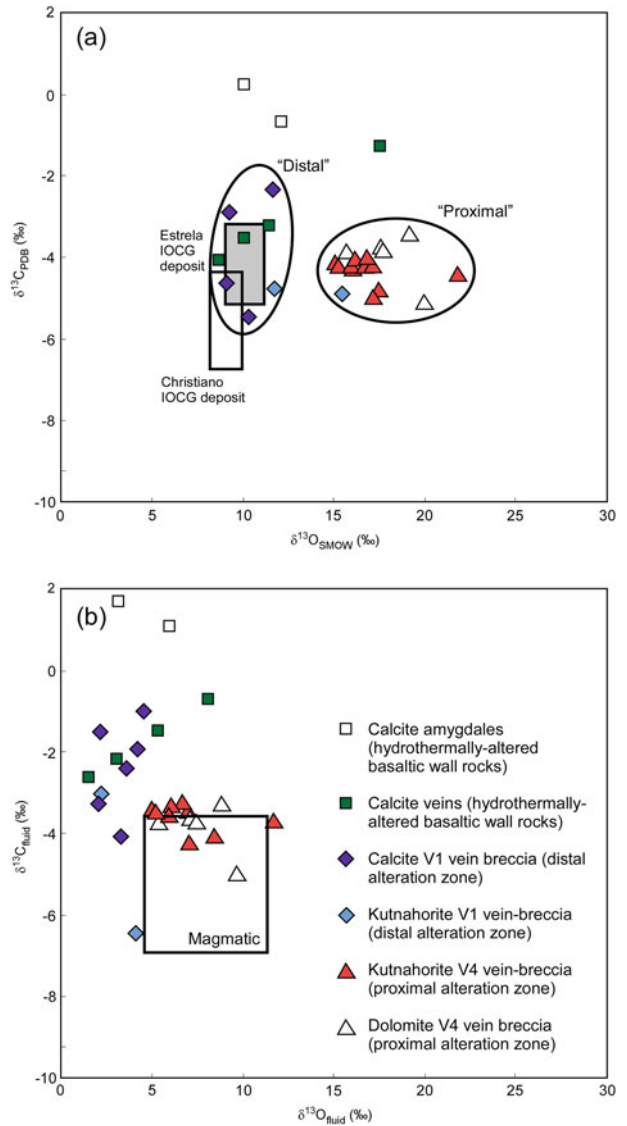 2
(a)
0
"Distal"
-2
"Proximal"
Estrela
IOCG
deposit
-4
δ¹³C_PDB (‰)
-6
Christiano
IOCG deposit
-8
-10
0
5
10
15
20
25
30
δ¹³O_SMOW (‰)
2
(b)
0
-2
-4
δ¹³C_fluid (‰)
-6
Magmatic
-8
-10
Calcite amygdales
(hydrothermally-altered
basaltic wall rocks)
Calcite veins (hydrothermally-
altered basaltic wall rocks)
Calcite V1 vein breccia (distal
alteration zone)
Kutnahorite V1 vein-breccia
(distal alteration zone)
Kutnahorite V4 vein-breccia
(proximal alteration zone)
Dolomite V4 vein breccia
(proximal alteration zone)
0
5
10
15
20
25
30
δ¹³O_fluid (‰)